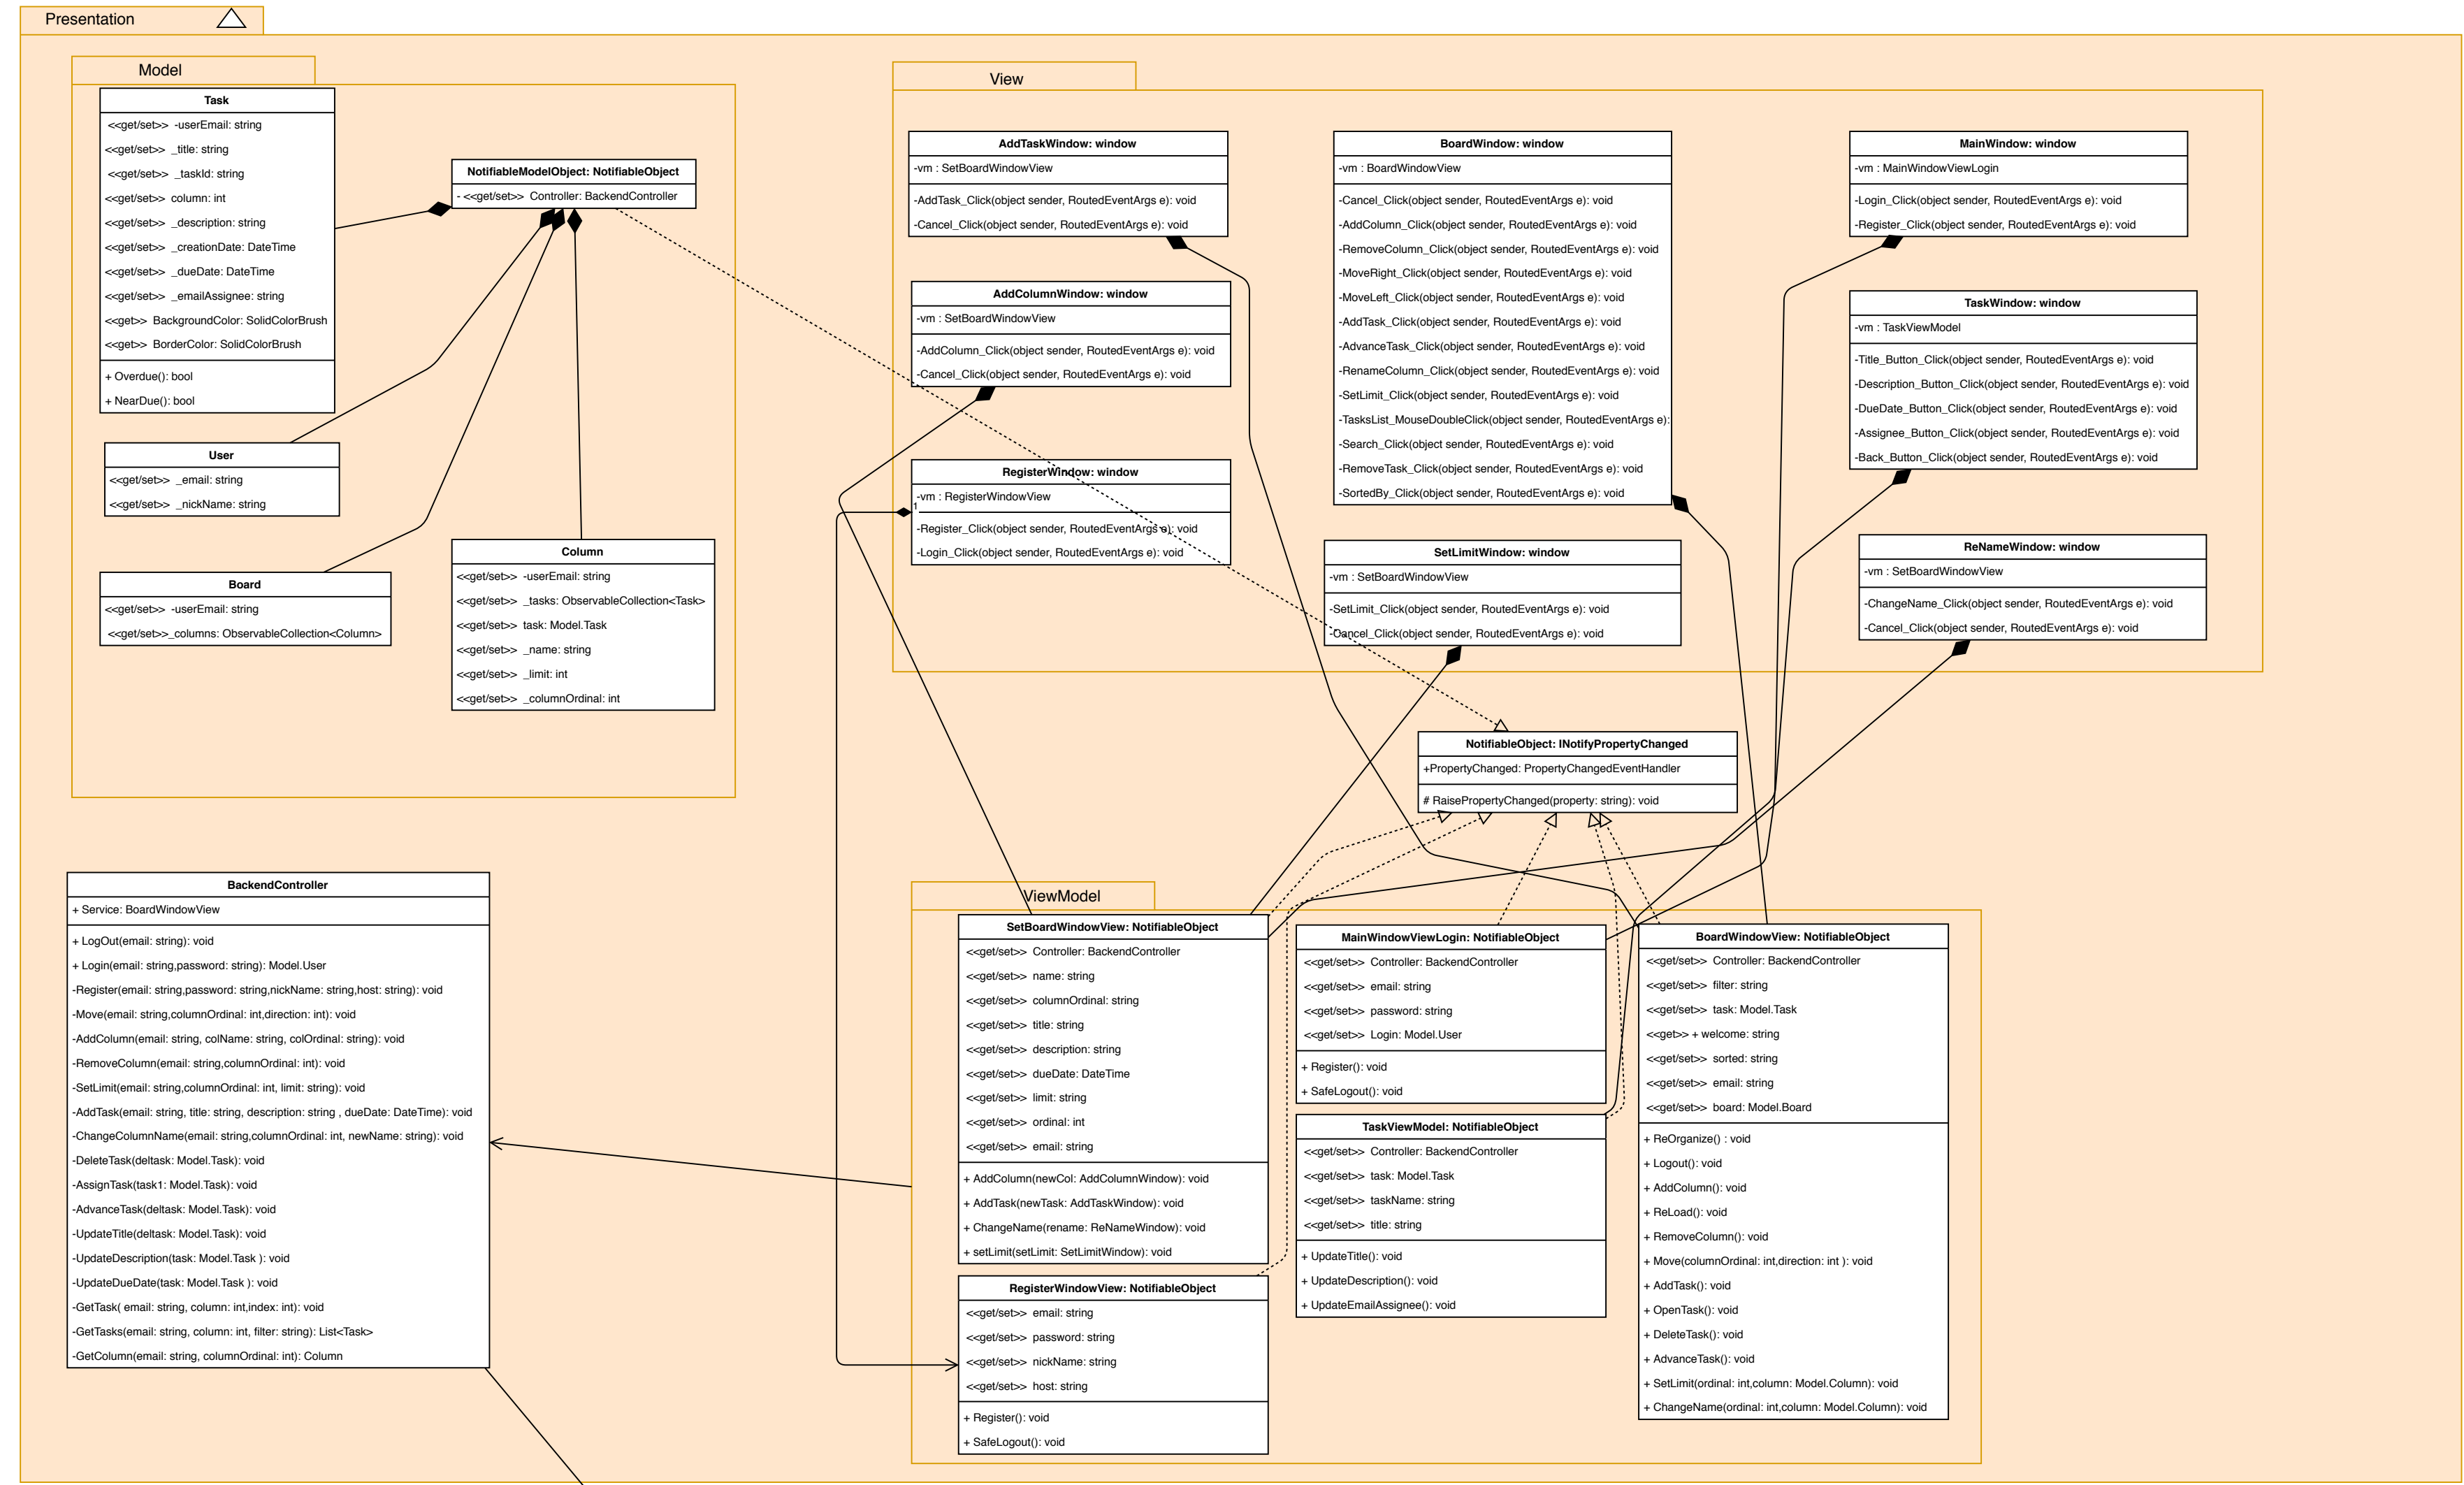 Presentation
Model
Task
<<get/set>> -userEmail: string
<<get/set>> _title: string
<<get/set>> _taskId: string
<<get/set>> column: int
<<get/set>> _description: string
<<get/set>> _creationDate: DateTime
<<get/set>> _dueDate: DateTime
<<get/set>> _emailAssignee: string
<<get>> BackgroundColor: SolidColorBrush
<<get>> BorderColor: SolidColorBrush
+ Overdue(): bool
+ NearDue(): bool
NotifiableModelObject: NotifiableObject
- <<get/set>> Controller: BackendController
User
<<get/set>> _email: string
<<get/set>> _nickName: string
Board
<<get/set>> -userEmail: string
<<get/set>>_columns: ObservableCollection<Column>
Column
<<get/set>> -userEmail: string
<<get/set>> _tasks: ObservableCollection<Task>
<<get/set>> task: Model.Task
<<get/set>> _name: string
<<get/set>> _limit: int
<<get/set>> _columnOrdinal: int
View
AddTaskWindow: window
-vm : SetBoardWindowView
-AddTask_Click(object sender, RoutedEventArgs e): void
-Cancel_Click(object sender, RoutedEventArgs e): void
AddColumnWindow: window
-vm : SetBoardWindowView
-AddColumn_Click(object sender, RoutedEventArgs e): void
-Cancel_Click(object sender, RoutedEventArgs e): void
RegisterWindow: window
-vm : RegisterWindowView
1
-Register_Click(object sender, RoutedEventArgs e): void
-Login_Click(object sender, RoutedEventArgs e): void
BoardWindow: window
-vm : BoardWindowView
-Cancel_Click(object sender, RoutedEventArgs e): void
-AddColumn_Click(object sender, RoutedEventArgs e): void
-RemoveColumn_Click(object sender, RoutedEventArgs e): void
-MoveRight_Click(object sender, RoutedEventArgs e): void
-MoveLeft_Click(object sender, RoutedEventArgs e): void
-AddTask_Click(object sender, RoutedEventArgs e): void
-AdvanceTask_Click(object sender, RoutedEventArgs e): void
-RenameColumn_Click(object sender, RoutedEventArgs e): void
-SetLimit_Click(object sender, RoutedEventArgs e): void
-TasksList_MouseDoubleClick(object sender, RoutedEventArgs e):
-Search_Click(object sender, RoutedEventArgs e): void
-RemoveTask_Click(object sender, RoutedEventArgs e): void
-SortedBy_Click(object sender, RoutedEventArgs e): void
SetLimitWindow: window
-vm : SetBoardWindowView
-SetLimit_Click(object sender, RoutedEventArgs e): void
-Cancel_Click(object sender, RoutedEventArgs e): void
MainWindow: window
-vm : MainWindowViewLogin
-Login_Click(object sender, RoutedEventArgs e): void
-Register_Click(object sender, RoutedEventArgs e): void
TaskWindow: window
-vm : TaskViewModel
-Title_Button_Click(object sender, RoutedEventArgs e): void
-Description_Button_Click(object sender, RoutedEventArgs e): void
-DueDate_Button_Click(object sender, RoutedEventArgs e): void
-Assignee_Button_Click(object sender, RoutedEventArgs e): void
-Back_Button_Click(object sender, RoutedEventArgs e): void
ReNameWindow: window
-vm : SetBoardWindowView
-ChangeName_Click(object sender, RoutedEventArgs e): void
-Cancel_Click(object sender, RoutedEventArgs e): void
NotifiableObject: INotifyPropertyChanged
+PropertyChanged: PropertyChangedEventHandler
# RaisePropertyChanged(property: string): void
BackendController
+ Service: BoardWindowView
+ LogOut(email: string): void
+ Login(email: string,password: string): Model.User
-Register(email: string,password: string,nickName: string,host: string): void
-Move(email: string,columnOrdinal: int,direction: int): void
-AddColumn(email: string, colName: string, colOrdinal: string): void
-RemoveColumn(email: string,columnOrdinal: int): void
-SetLimit(email: string,columnOrdinal: int, limit: string): void
-AddTask(email: string, title: string, description: string , dueDate: DateTime): void
-ChangeColumnName(email: string,columnOrdinal: int, newName: string): void
-DeleteTask(deltask: Model.Task): void
-AssignTask(task1: Model.Task): void
-AdvanceTask(deltask: Model.Task): void
-UpdateTitle(deltask: Model.Task): void
-UpdateDescription(task: Model.Task ): void
-UpdateDueDate(task: Model.Task ): void
-GetTask( email: string, column: int,index: int): void
-GetTasks(email: string, column: int, filter: string): List<Task>
-GetColumn(email: string, columnOrdinal: int): Column
ViewModel
SetBoardWindowView: NotifiableObject
<<get/set>> Controller: BackendController
<<get/set>> name: string
<<get/set>> columnOrdinal: string
<<get/set>> title: string
<<get/set>> description: string
<<get/set>> dueDate: DateTime
<<get/set>> limit: string
<<get/set>> ordinal: int
<<get/set>> email: string
+ AddColumn(newCol: AddColumnWindow): void
+ AddTask(newTask: AddTaskWindow): void
+ ChangeName(rename: ReNameWindow): void
+ setLimit(setLimit: SetLimitWindow): void
RegisterWindowView: NotifiableObject
<<get/set>> email: string
<<get/set>> password: string
<<get/set>> nickName: string
<<get/set>> host: string
+ Register(): void
+ SafeLogout(): void
MainWindowViewLogin: NotifiableObject
<<get/set>> Controller: BackendController
<<get/set>> email: string
<<get/set>> password: string
<<get/set>> Login: Model.User
+ Register(): void
+ SafeLogout(): void
TaskViewModel: NotifiableObject
<<get/set>> Controller: BackendController
<<get/set>> task: Model.Task
<<get/set>> taskName: string
<<get/set>> title: string
+ UpdateTitle(): void
+ UpdateDescription(): void
+ UpdateEmailAssignee(): void
BoardWindowView: NotifiableObject
<<get/set>> Controller: BackendController
<<get/set>> filter: string
<<get/set>> task: Model.Task
<<get>> + welcome: string
<<get/set>> sorted: string
<<get/set>> email: string
<<get/set>> board: Model.Board
+ ReOrganize() : void
+ Logout(): void
+ AddColumn(): void
+ ReLoad(): void
+ RemoveColumn(): void
+ Move(columnOrdinal: int,direction: int ): void
+ AddTask(): void
+ OpenTask(): void
+ DeleteTask(): void
+ AdvanceTask(): void
+ SetLimit(ordinal: int,column: Model.Column): void
+ ChangeName(ordinal: int,column: Model.Column): void